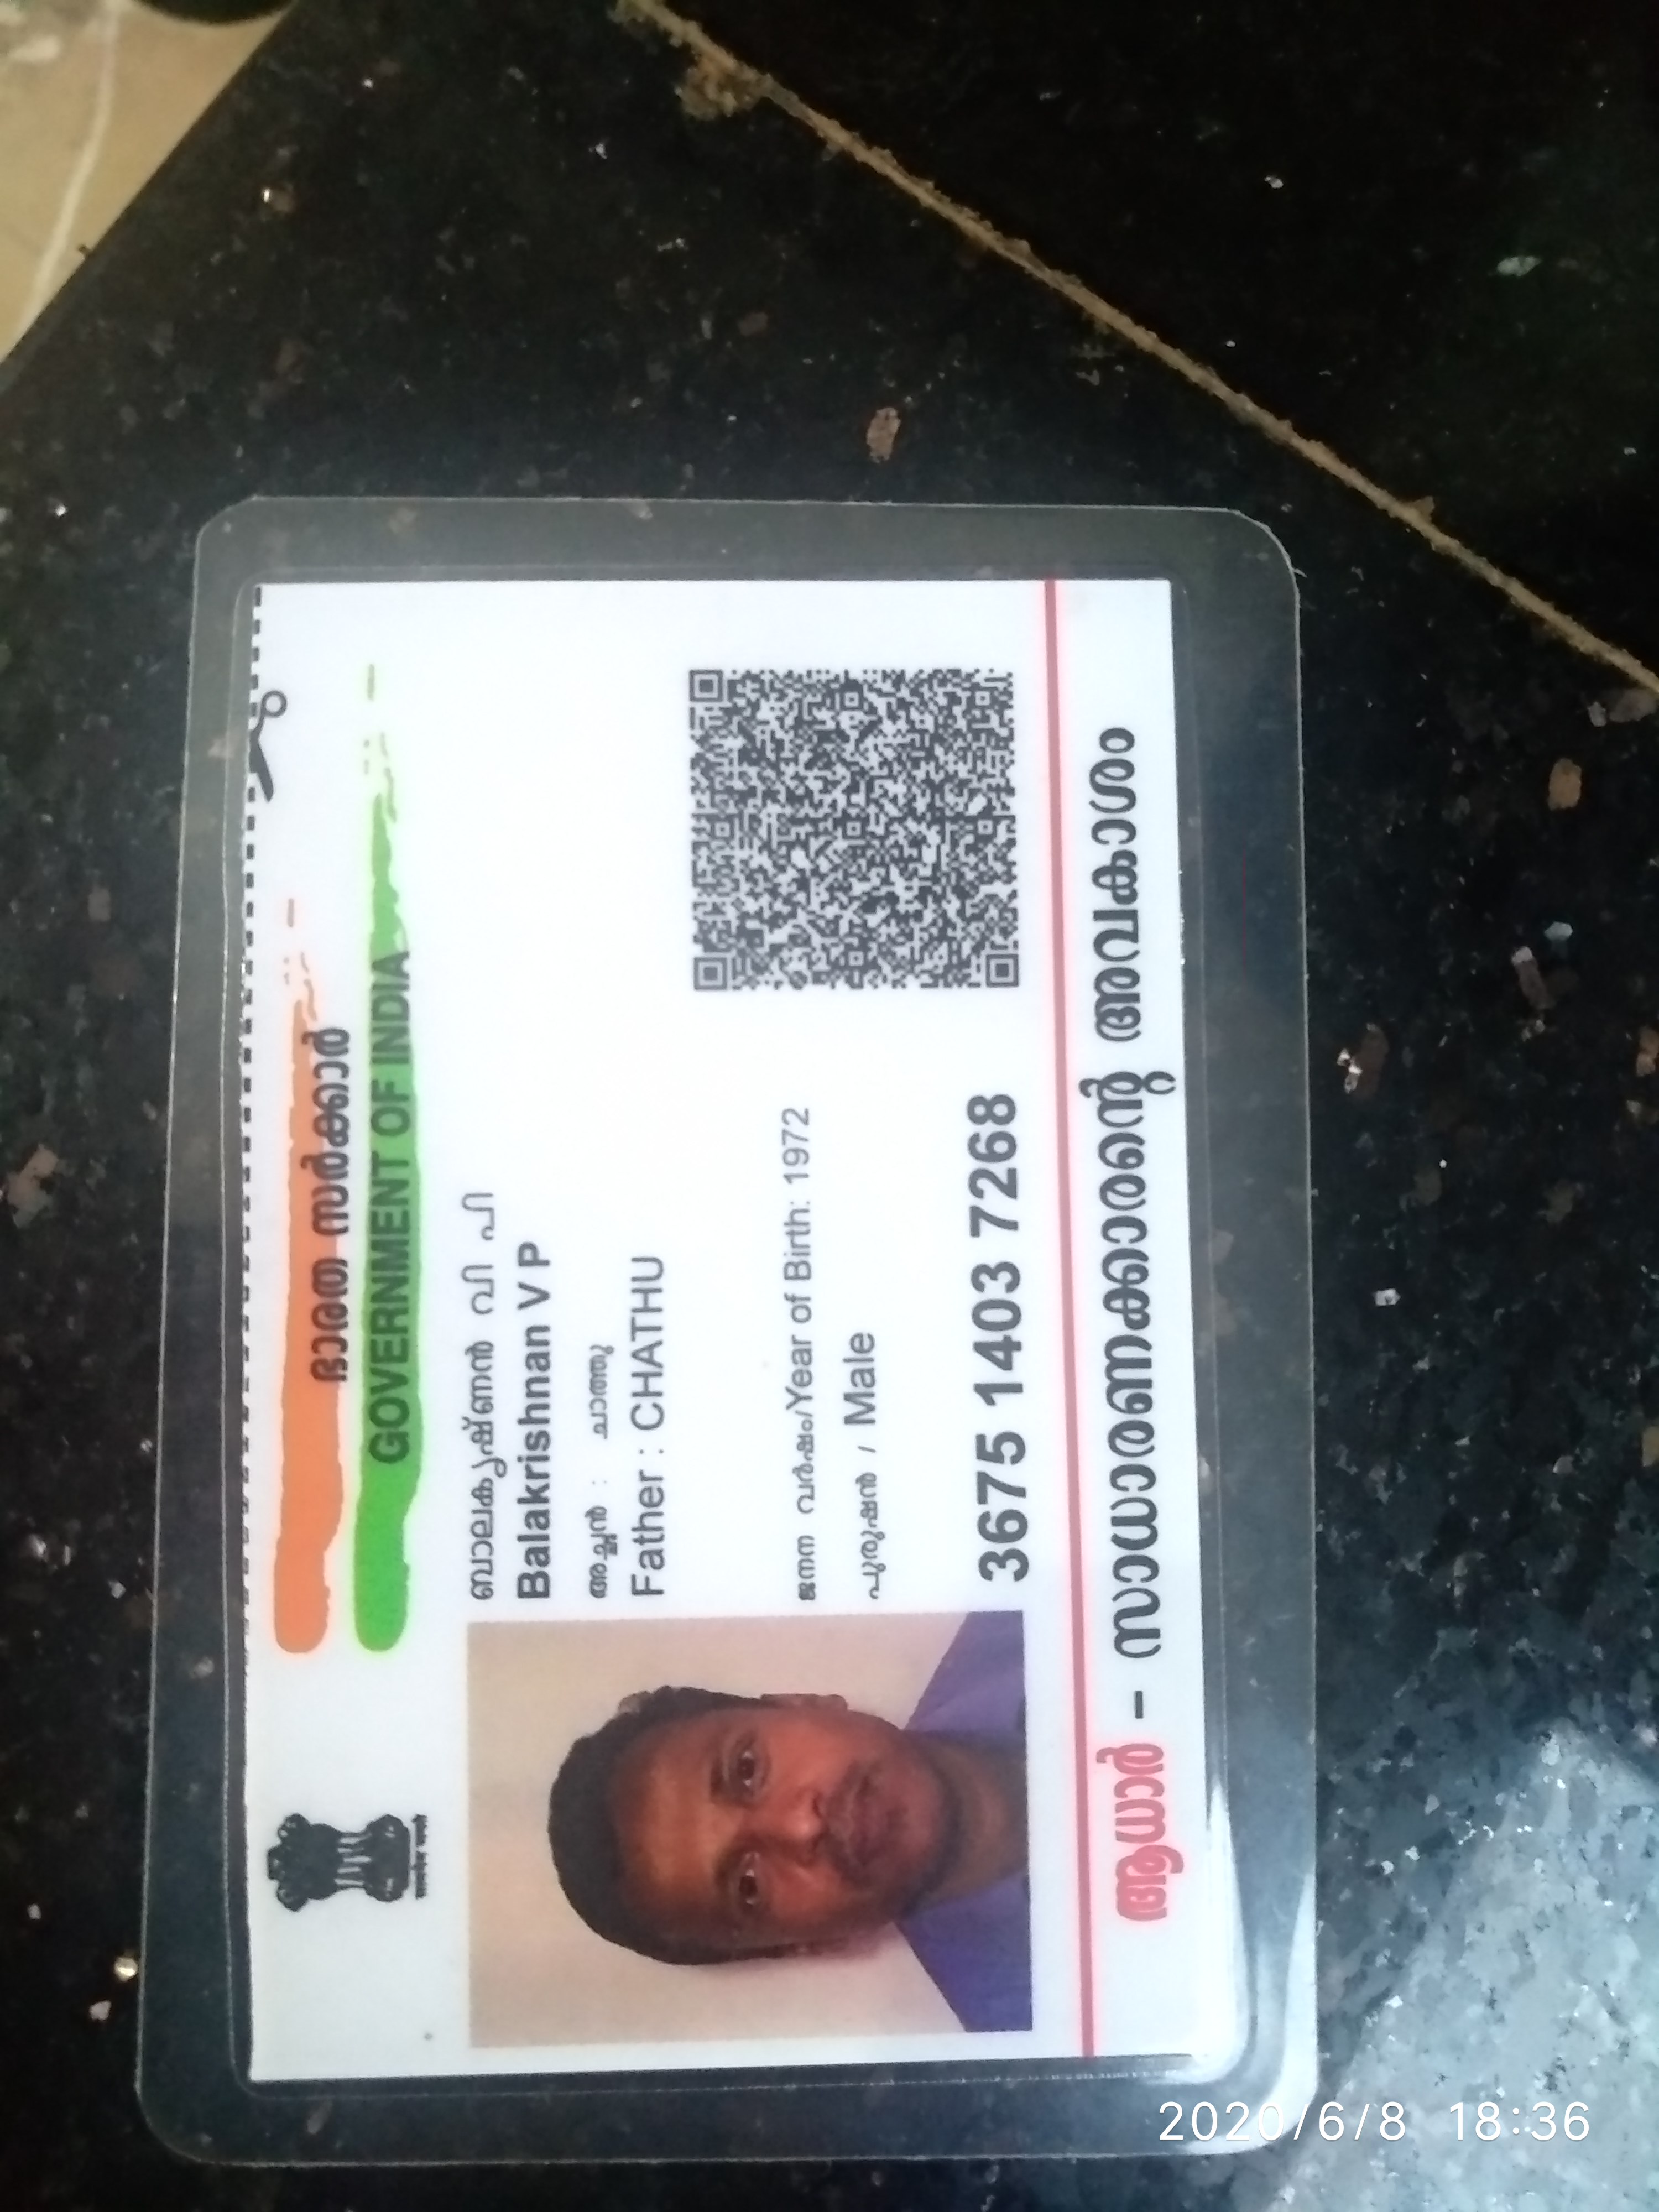 ഭാരത സർക്കാർ
GOVERNMENT OF INDIA
ബാലകൃഷ്ണൻ വി പി
Balakrishnan V P
അച്ഛൻ : ചാത്തു
Father : CHATHU
ജനന വർഷം/Year of Birth: 1972
പുരുഷൻ / Male
3675 1403 7268
ആധാർ – സാധാരണക്കാരന്റെ അവകാശം
2020/6/8 18:36